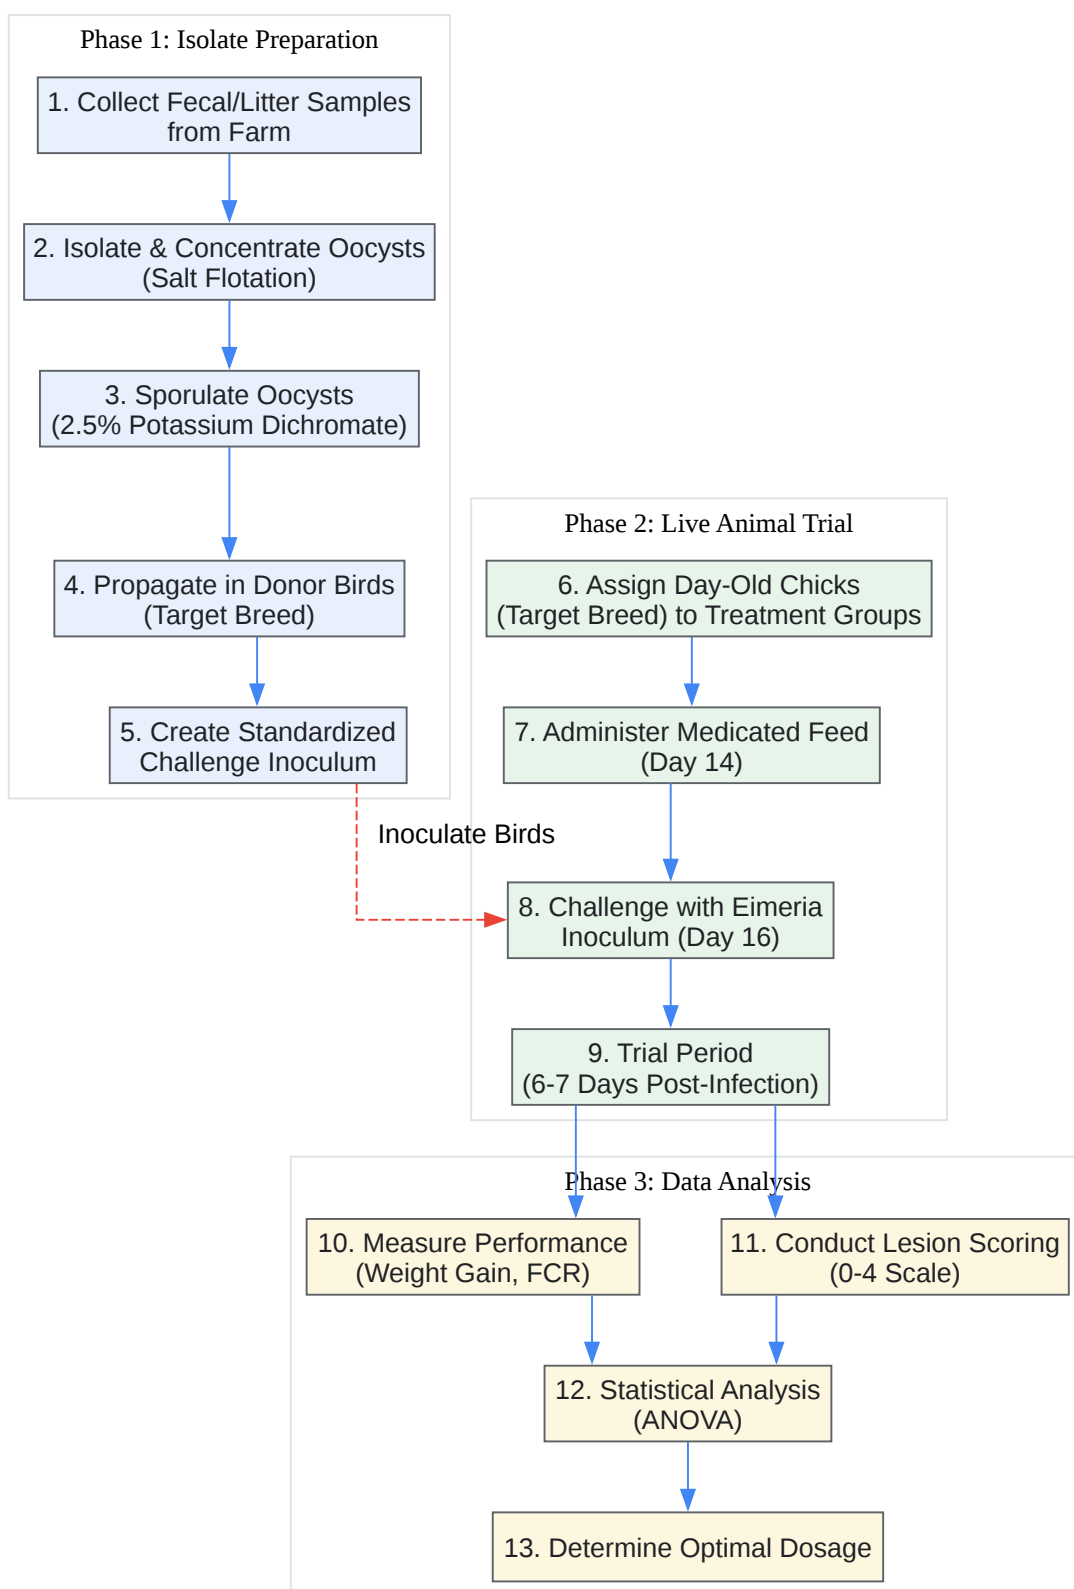 Phase 1: Isolate Preparation
1. Collect Fecal/Litter Samples
from Farm
2. Isolate & Concentrate Oocysts
(Salt Flotation)
3. Sporulate Oocysts
(2.5% Potassium Dichromate)
4. Propagate in Donor Birds
(Target Breed)
5. Create Standardized
Challenge Inoculum
Inoculate Birds
Phase 2: Live Animal Trial
6. Assign Day-Old Chicks
(Target Breed) to Treatment Groups
7. Administer Medicated Feed
(Day 14)
8. Challenge with Eimeria
Inoculum (Day 16)
9. Trial Period
(6-7 Days Post-Infection)
Phase 3: Data Analysis
10. Measure Performance
(Weight Gain, FCR)
11. Conduct Lesion Scoring
(0-4 Scale)
12. Statistical Analysis
(ANOVA)
13. Determine Optimal Dosage